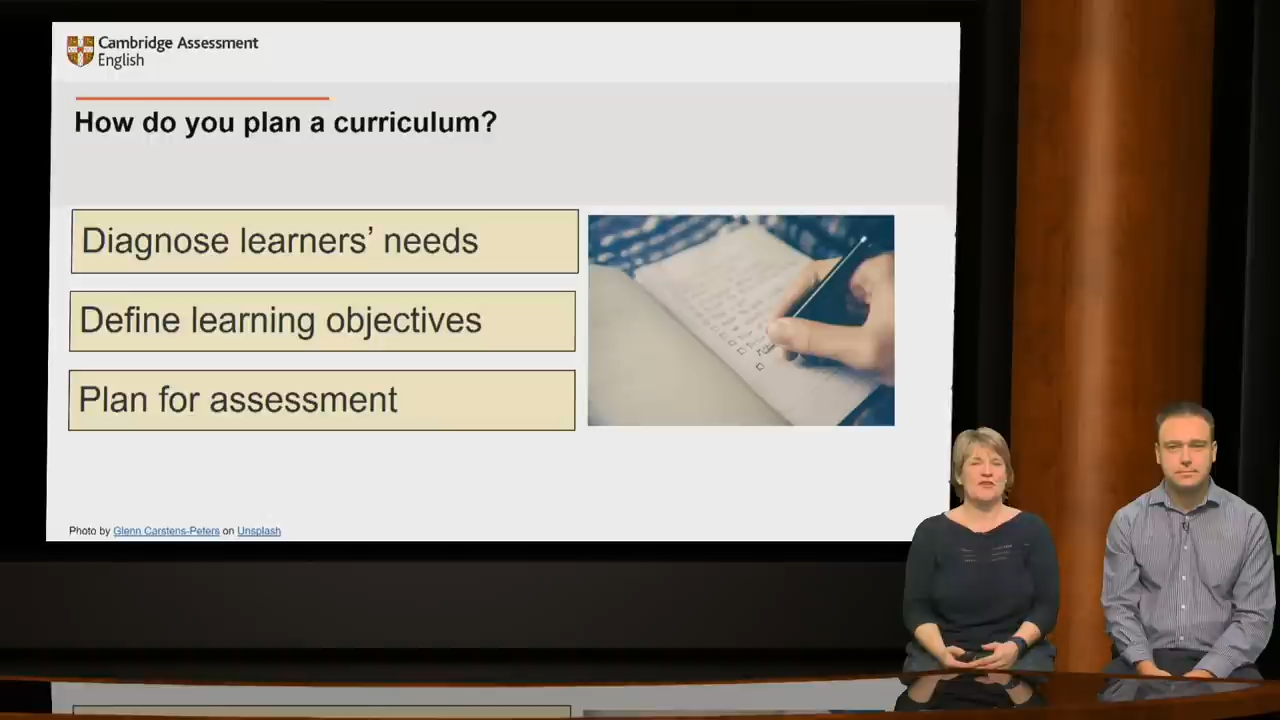 Cambridge Assessment
English
How do you plan a curriculum?
Diagnose learners' needs
Define learning objectives
Plan for assessment
Photo by Glenn Carstens-Peters on Unsplash